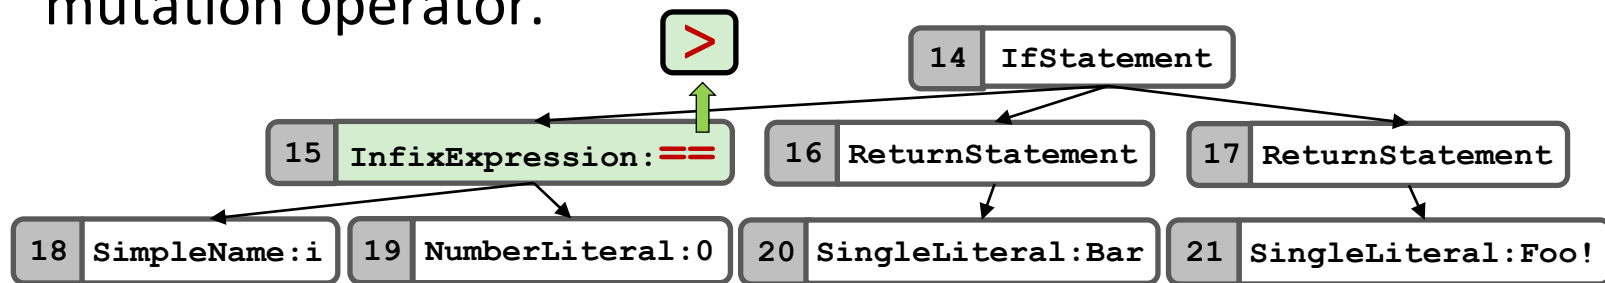 mutation operator.
>
14 IfStatement
15 InfixExpression:==
16 ReturnStatement
17 ReturnStatement
18 SimpleName:i
19 NumberLiteral:0
20 SingleLiteral:Bar
21 SingleLiteral:Foo!